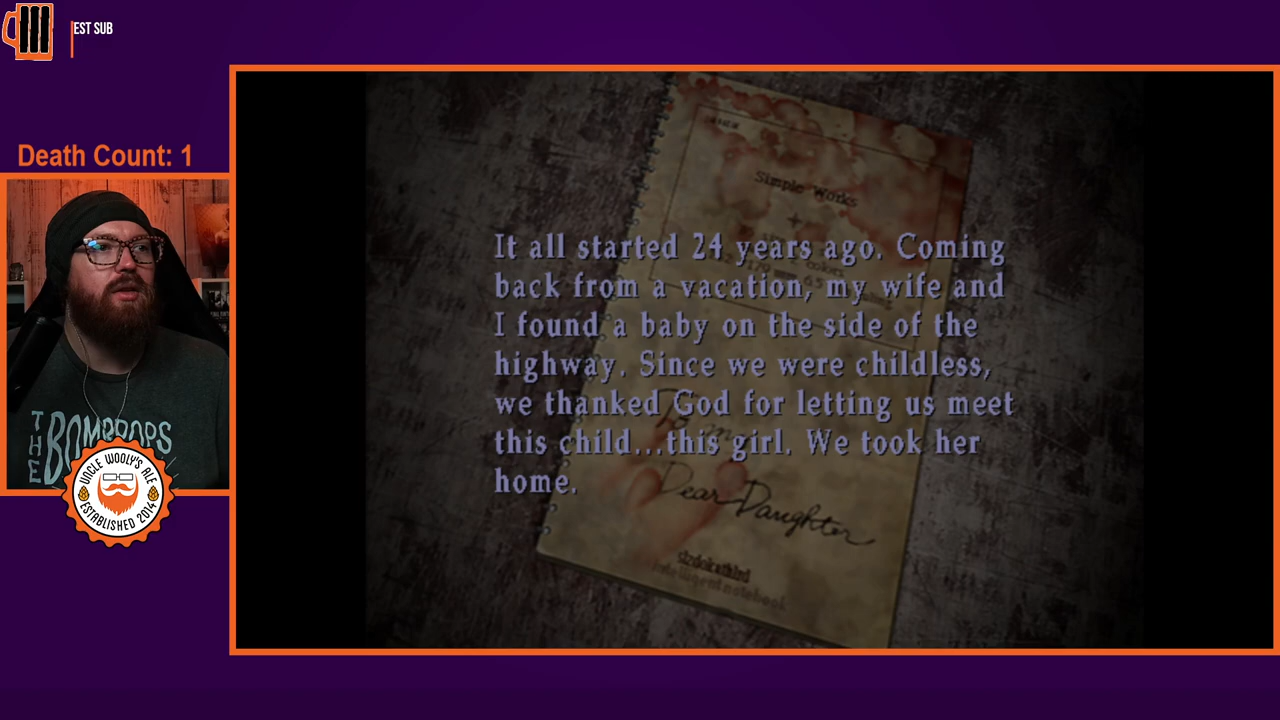 EST SUB
Death Count: 1
THE BOMBPOPS
UNCLE WOOLY'S ALE
ESTABLISHED 2014
Simple Works
It all started 24 years ago. Coming
back from a vacation, my wife and
I found a baby on the side of the
highway. Since we were childless,
we thanked God for letting us meet
this child...this girl. We took her
home.
Dear Daughter
intelligent notebook